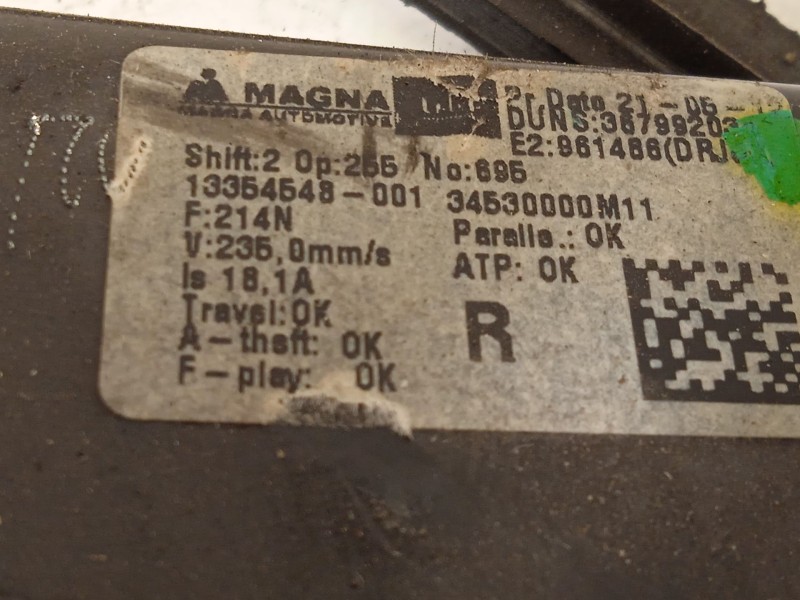 MAGNA
MAGNA AUTOMOTIVE
Date 21-05-
DUNS:36799203
E2:961486(DRJ
Shift:2 Op:255 No:695
13354548-001 34530000M11
F:214N
Paralle.: OK
V:235,0mm/s
ATP: OK
Is 18,1A
Travel:OK
R
A-theft: OK
F-play: OK